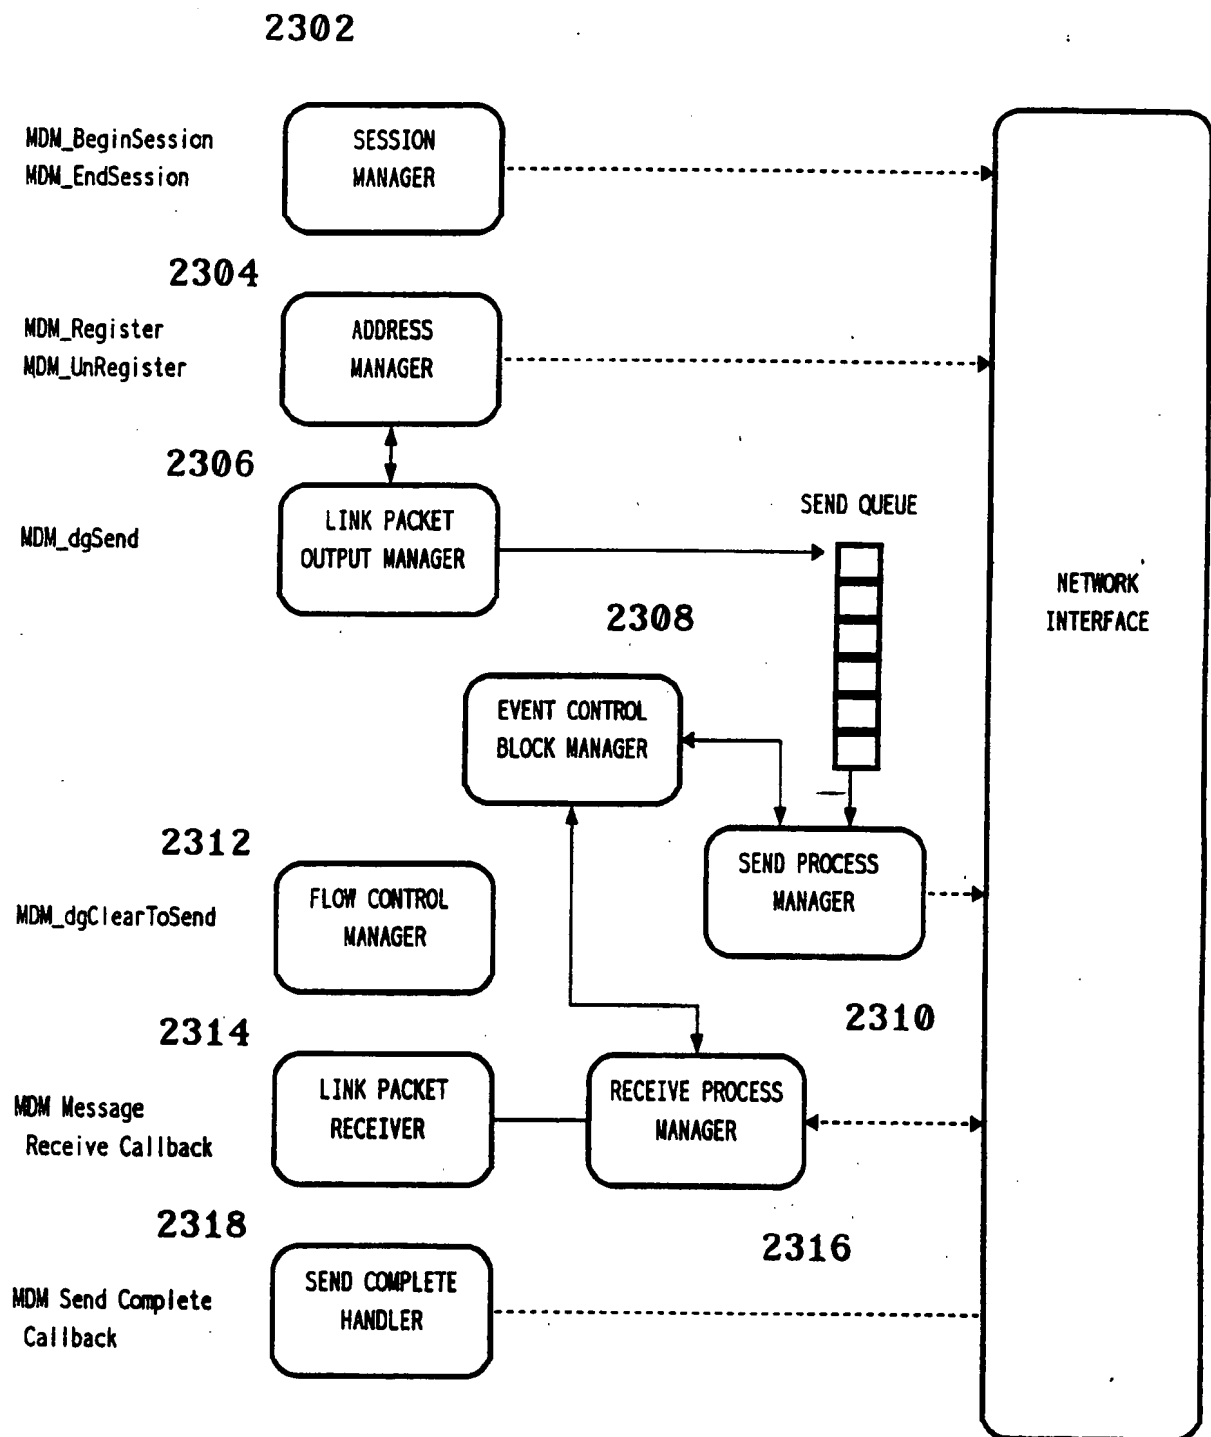 2302
MDM_BeginSession
MDM_EndSession
SESSION
MANAGER
2304
MDM_Register
MDM_UnRegister
ADDRESS
MANAGER
2306
MDM_dgSend
LINK PACKET
OUTPUT MANAGER
SEND QUEUE
NETWORK
INTERFACE
2308
EVENT CONTROL
BLOCK MANAGER
2312
MDM_dgClearToSend
FLOW CONTROL
MANAGER
SEND PROCESS
MANAGER
2310
2314
MDM Message
Receive Callback
LINK PACKET
RECEIVER
RECEIVE PROCESS
MANAGER
2316
2318
MDM Send Complete
Callback
SEND COMPLETE
HANDLER